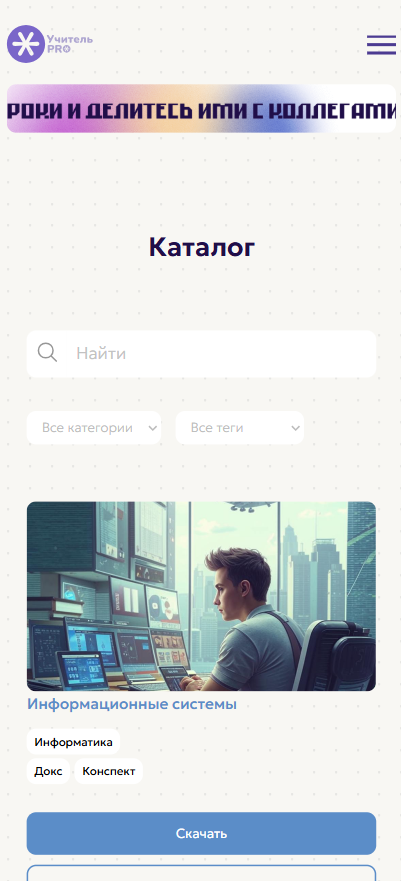 Учитель
PRO
РОКИ И ДЕЛИТЕСЬ ИМИ С КОЛЛЕГАМИ
Каталог
Найти
Все категории
Все теги
Информационные системы
Информатика
Докс Конспект
Скачать